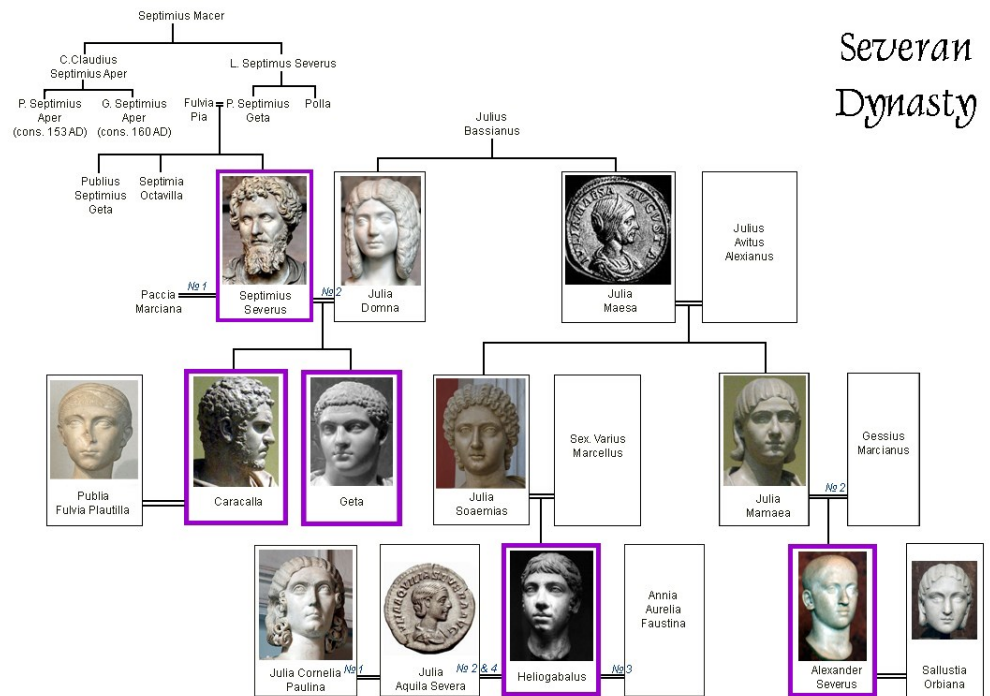 Severan
Dynasty
Septimius Macer
C.Claudius
Septimius Aper
L. Septimus Severus
P. Septimius
Aper
(cons. 153 AD)
G. Septimius
Aper
(cons. 160 AD)
Fulvia
Pia
P. Septimius
Geta
Polla
Julius
Bassianus
Publius
Septimius
Geta
Septimia
Octavilla
IVLIA MAESA AVGVSTA
Julius
Avitus
Alexianus
Paccia
Marciana
№ 1
Septimius
Severus
№ 2
Julia
Domna
Julia
Maesa
Publia
Fulvia Plautilla
Caracalla
Geta
Julia
Soaemias
Sex. Varius
Marcellus
Julia
Mamaea
№ 2
Gessius
Marcianus
Julia Cornelia
Paulina
№ 1
Julia
Aquila Severa
№ 2 & 4
Heliogabalus
№ 3
Annia
Aurelia
Faustina
Alexander
Severus
Sallustia
Orbiana